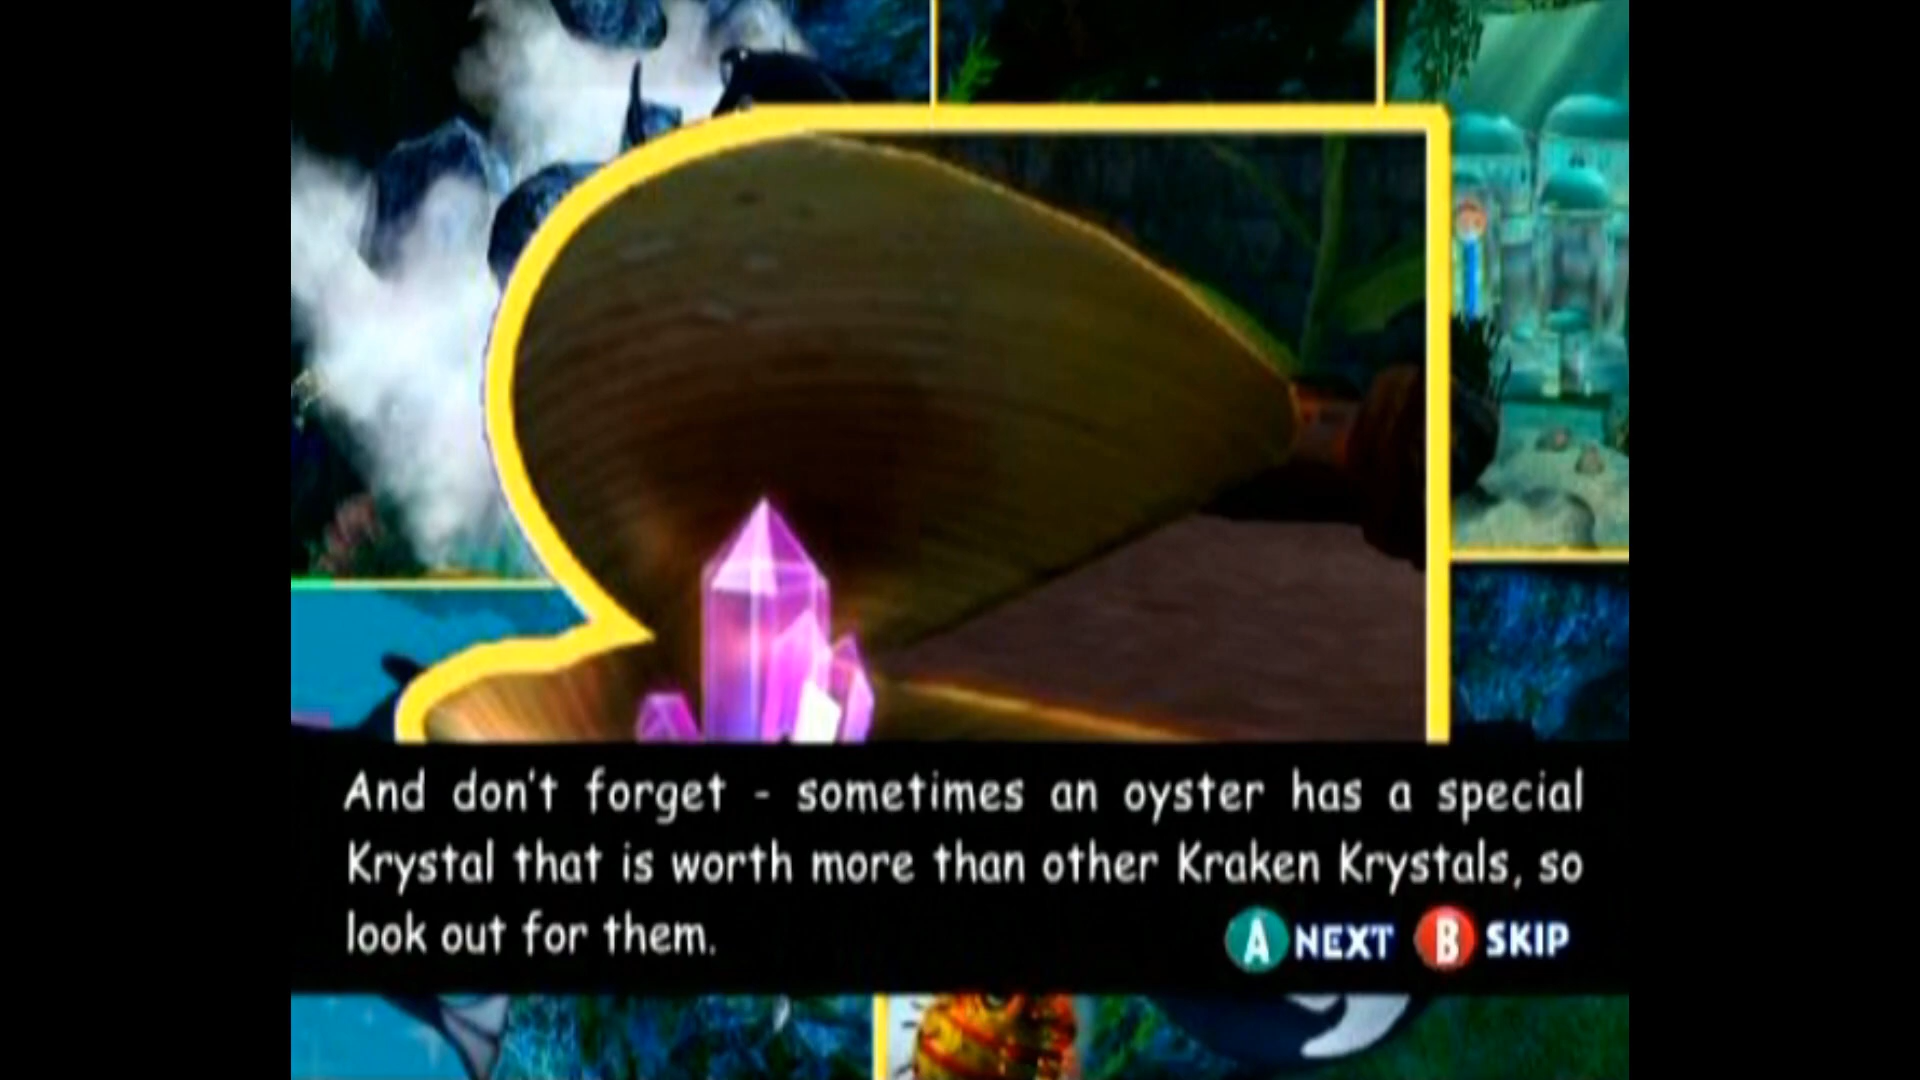 And don't forget - sometimes an oyster has a special
Krystal that is worth more than other Kraken Krystals, so
look out for them.
A NEXT B SKIP